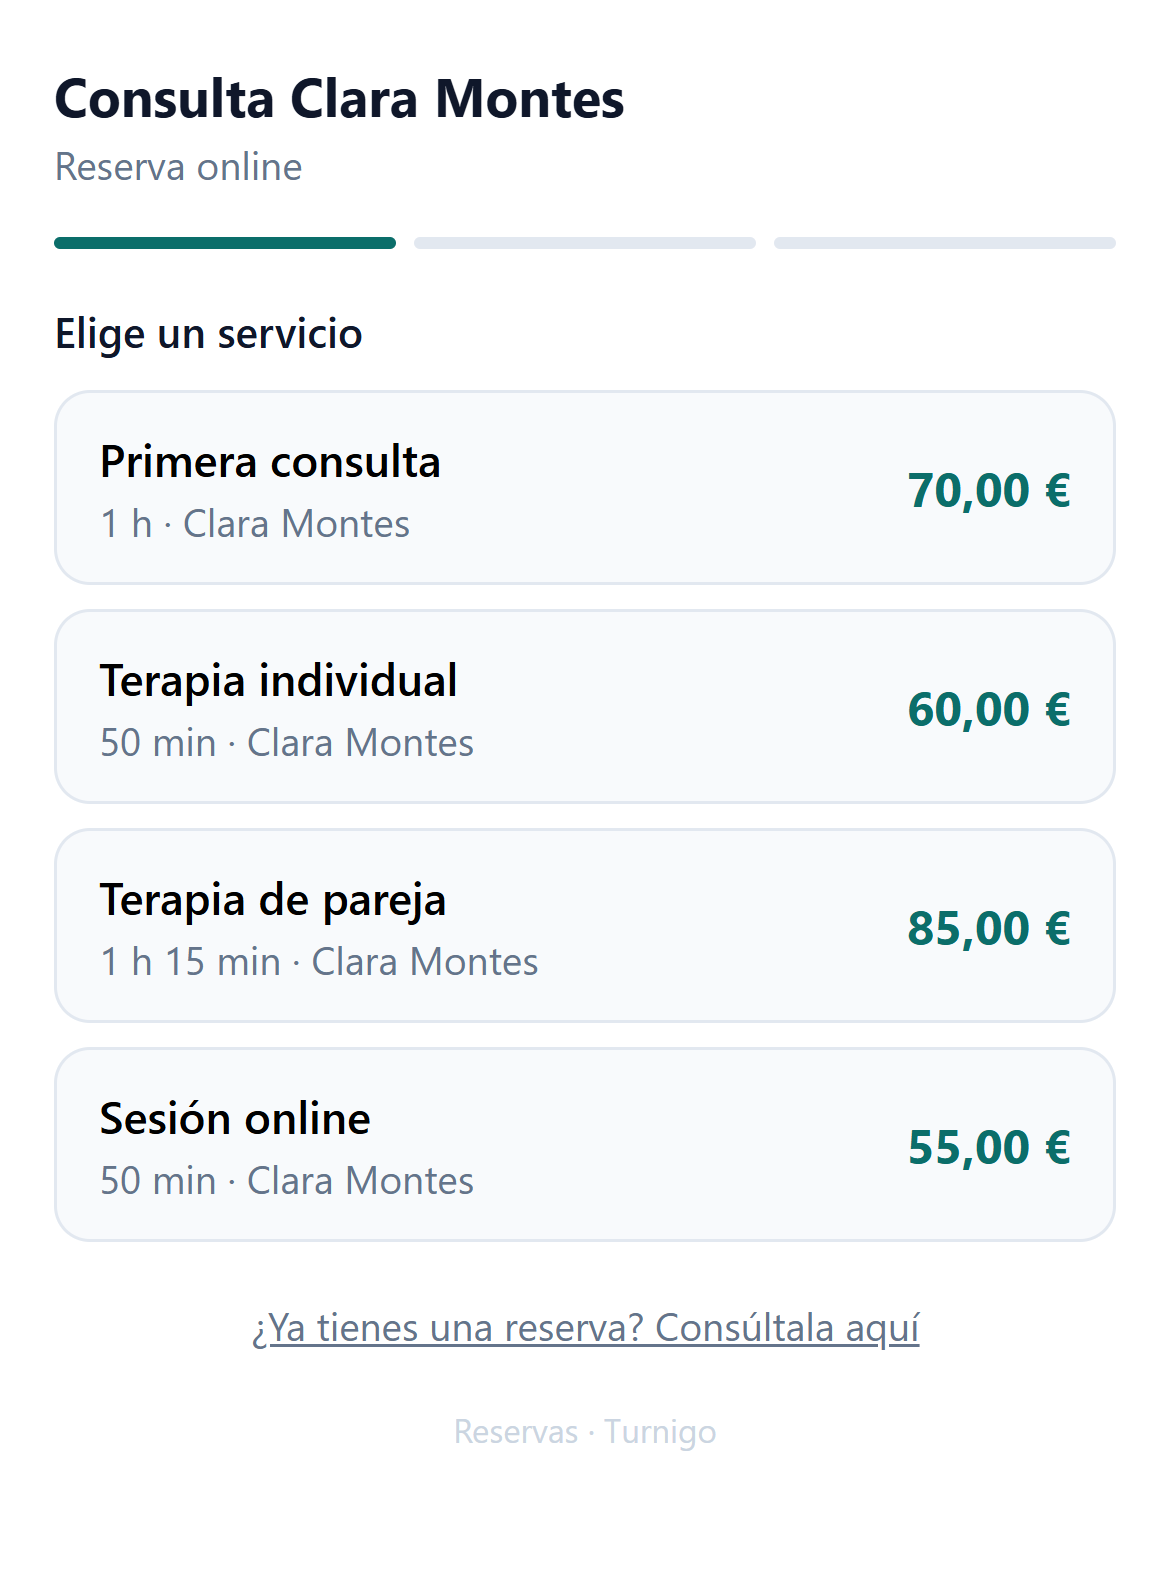 Consulta Clara Montes
Reserva online
Elige un servicio
Primera consulta
1 h · Clara Montes
70,00 €
Terapia individual
50 min · Clara Montes
60,00 €
Terapia de pareja
1 h 15 min · Clara Montes
85,00 €
Sesión online
50 min · Clara Montes
55,00 €
¿Ya tienes una reserva? Consúltala aquí
Reservas · Turnigo